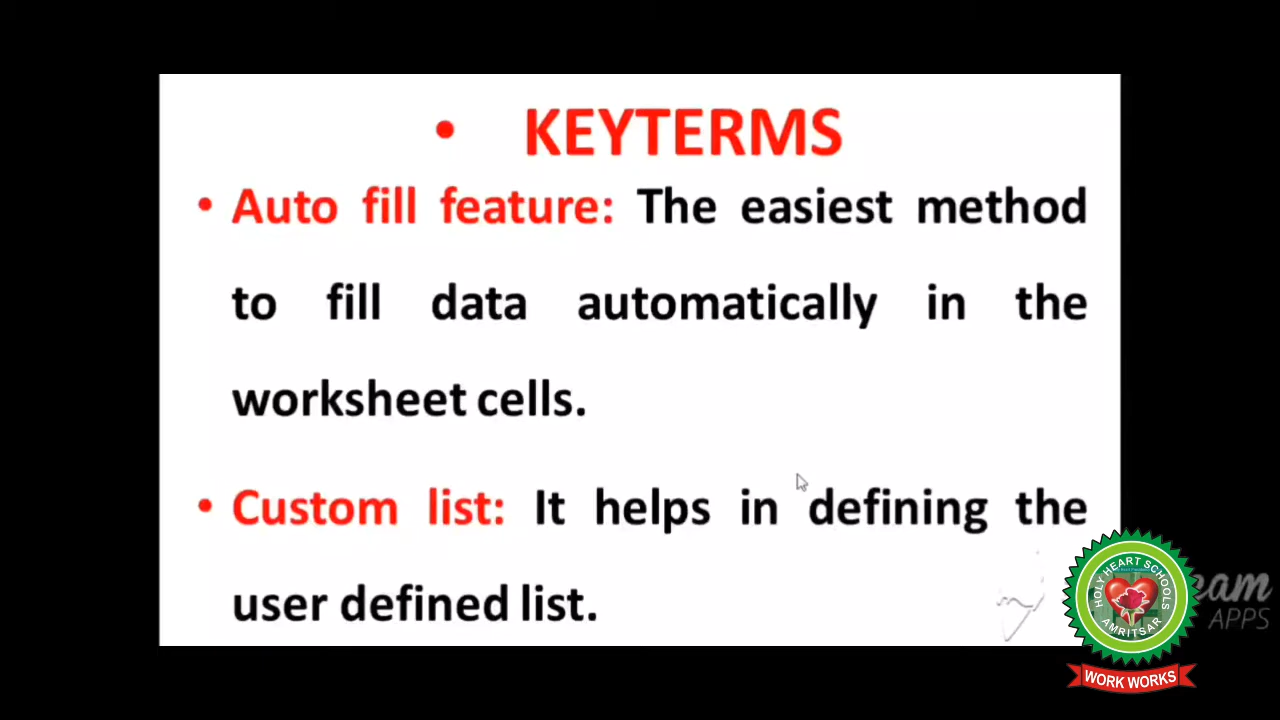 • KEYTERMS
• Auto fill feature: The easiest method
to fill data automatically in the
worksheet cells.
• Custom list: It helps in defining the
user defined list.
HOLY HEART SCHOOLS
AMRITSAR
WORK WORKS
APPS